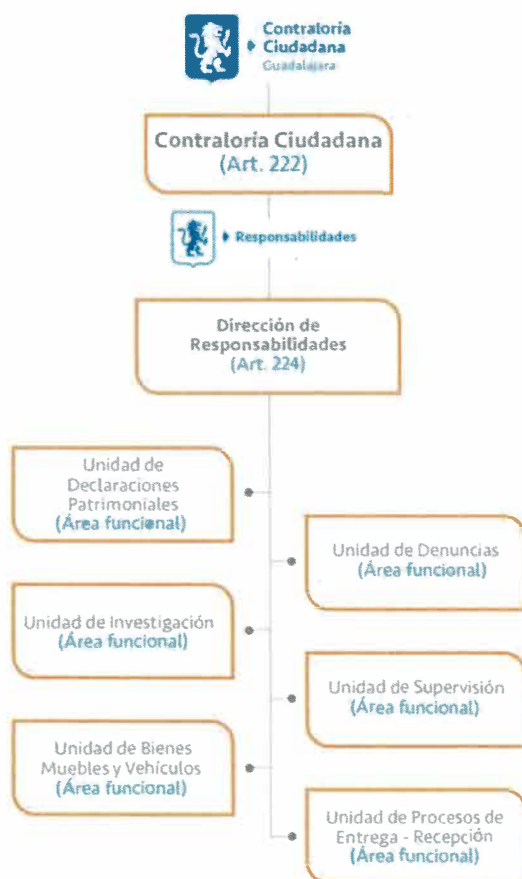 Contraloría
Ciudadana
Guadalajara
Contraloría Ciudadana
(Art. 222)
Responsabilidades
Dirección de
Responsabilidades
(Art. 224)
Unidad de
Declaraciones
Patrimoniales
(Área funcional)
Unidad de Denuncias
(Área funcional)
Unidad de Investigación
(Área funcional)
Unidad de Supervisión
(Área funcional)
Unidad de Bienes
Muebles y Vehículos
(Área funcional)
Unidad de Procesos de
Entrega - Recepción
(Área funcional)